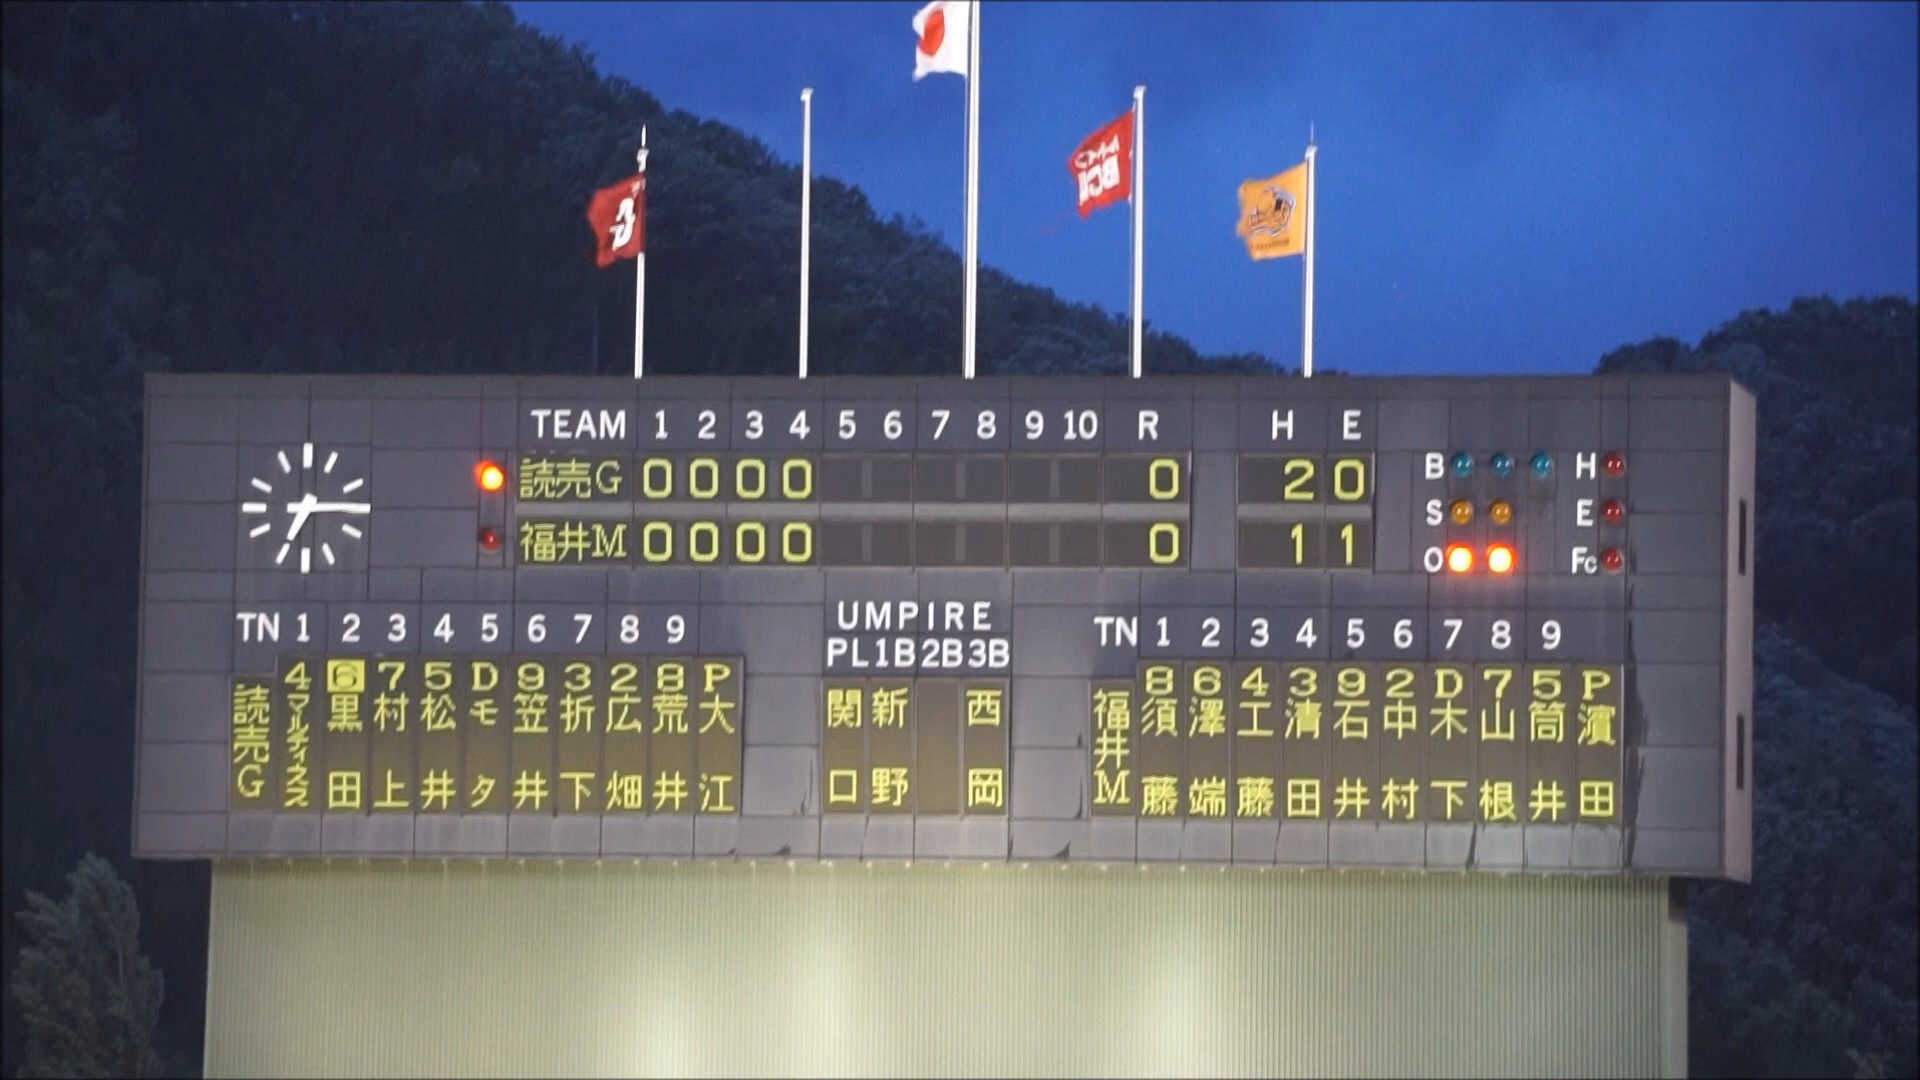 TEAM 1 2 3 4 5 6 7 8 9 10 R H E
読売G 0 0 0 0 0 2 0
福井M 0 0 0 0 0 1 1
B H
S E
O Fc
UMPIRE
PL 1B 2B 3B
関口 新野 西岡
TN 1 2 3 4 5 6 7 8 9
読売G
4 マルティネス
6 黒田
7 村上
5 松井
D モタ
9 笠井
3 折下
2 広畑
8 荒井
P 大江
TN 1 2 3 4 5 6 7 8 9
福井M
8 須藤
6 澤端
4 工藤
3 清田
9 石井
2 中村
D 木下
7 山根
5 筒井
P 濱田